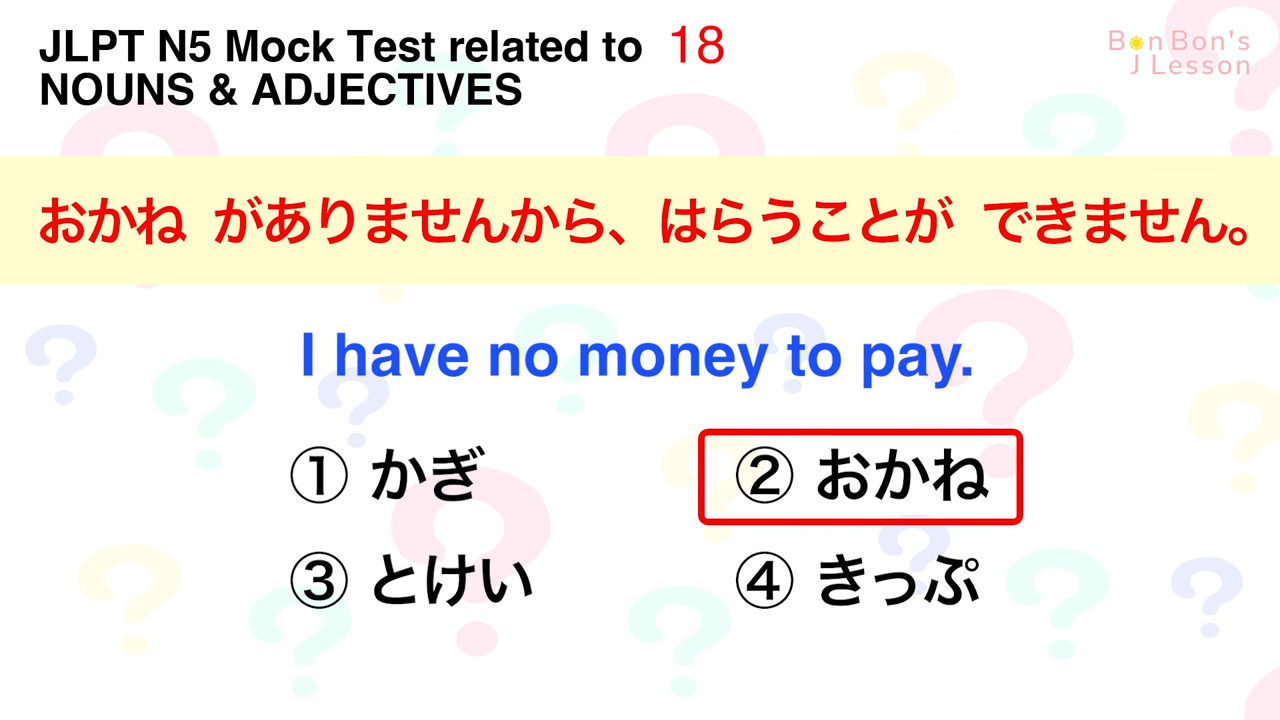 JLPT N5 Mock Test related to 18
NOUNS & ADJECTIVES
BonBon's
J Lesson
おかね がありませんから、はらうことが できません。
I have no money to pay.
① かぎ
② おかね
③ とけい
④ きっぷ